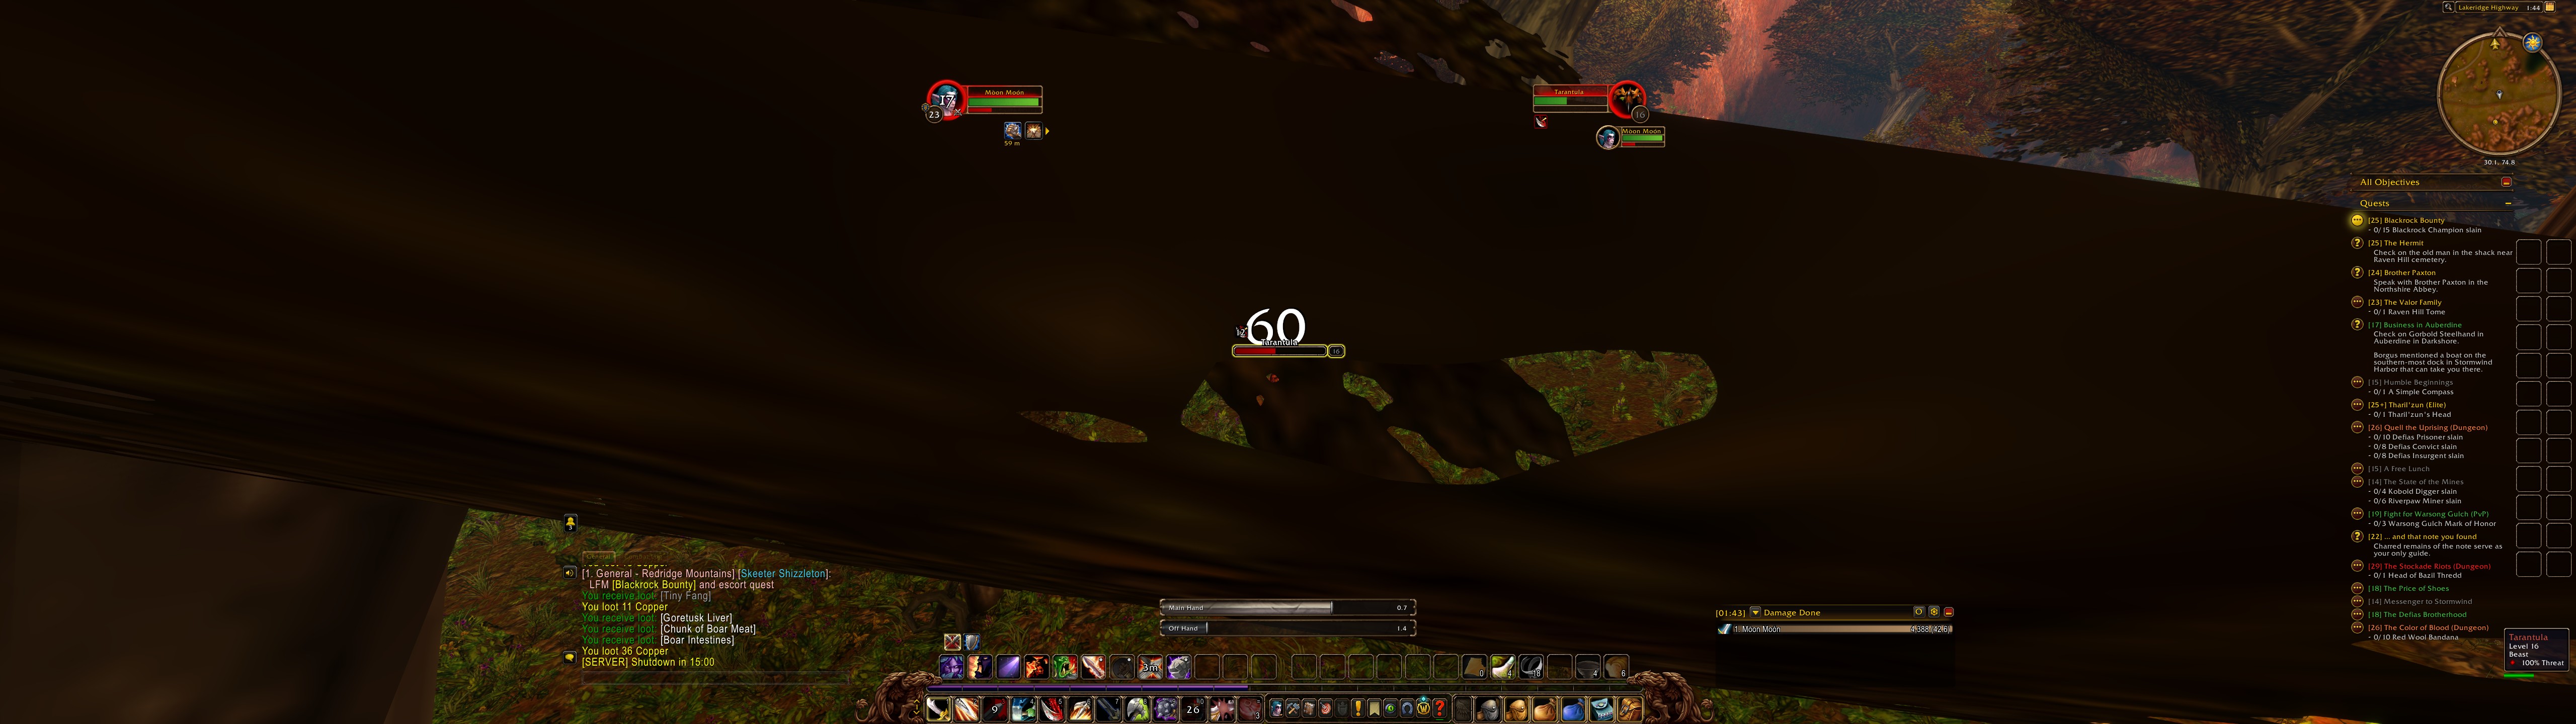 Lakeridge Highway 1:44
Moon Moon
17
23
59 m
Tarantula
16
Moon Moon
30.1, 74.8
All Objectives
Quests
[25] Blackrock Bounty
- 0/15 Blackrock Champion slain
[25] The Hermit
Check on the old man in the shack near
Raven Hill cemetery.
[24] Brother Paxton
Speak with Brother Paxton in the
Northshire Abbey.
[23] The Valor Family
- 0/1 Raven Hill Tome
[17] Business in Auberdine
Check on Gorbold Steelhand in
Auberdine in Darkshore.
Borgus mentioned a boat on the
southern-most dock in Stormwind
Harbor that can take you there.
[15] Humble Beginnings
- 0/1 A Simple Compass
[25+] Tharil'zun (Elite)
- 0/1 Tharil'zun's Head
[26] Quell the Uprising (Dungeon)
- 0/10 Defias Prisoner slain
- 0/8 Defias Convict slain
- 0/8 Defias Insurgent slain
[15] A Free Lunch
[14] The State of the Mines
- 0/4 Kobold Digger slain
- 0/6 Riverpaw Miner slain
[19] Fight for Warsong Gulch (PvP)
- 0/3 Warsong Gulch Mark of Honor
[22] ... and that note you found
Charred remains of the note serve as
your only guide.
[29] The Stockade Riots (Dungeon)
- 0/1 Head of Bazil Thredd
[18] The Price of Shoes
[14] Messenger to Stormwind
[18] The Defias Brotherhood
[26] The Color of Blood (Dungeon)
- 0/10 Red Wool Bandana
60
12
Tarantula
16
[1. General - Redridge Mountains] [Skeeter Shizzleton]:
LFM [Blackrock Bounty] and escort quest
You receive loot: [Tiny Fang]
You loot 11 Copper
You receive loot: [Goretusk Liver]
You receive loot: [Chunk of Boar Meat]
You receive loot: [Boar Intestines]
You loot 36 Copper
[SERVER] Shutdown in 15:00
Main Hand 0.7
Off Hand 1.4
[01:43] Damage Done
1. Moon Moon
3m
0
4
18
4
6
9
26
3
Tarantula
Level 16
Beast
100% Threat